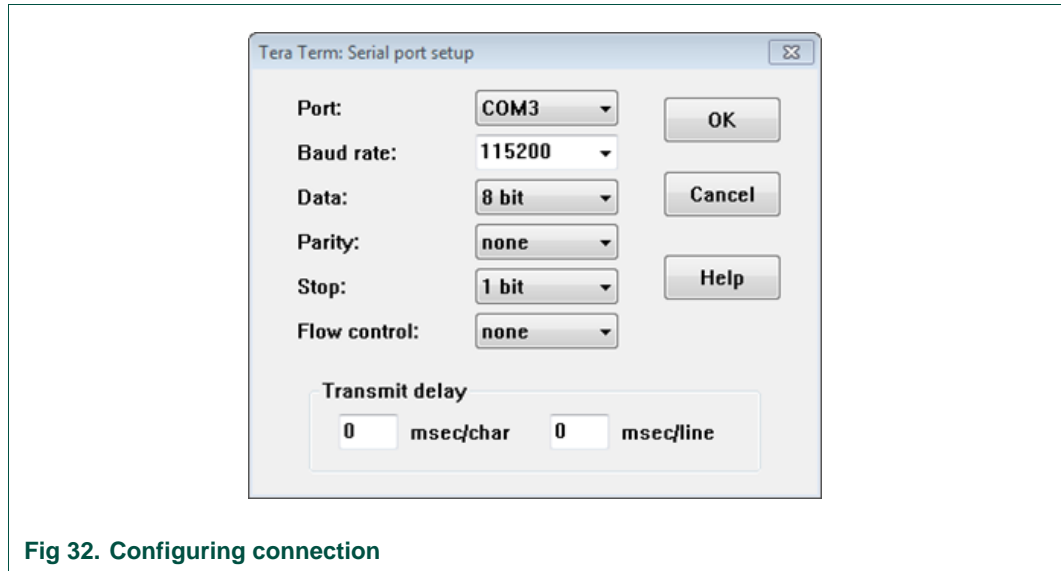 Tera Term: Serial port setup
Port: COM3
OK
Baud rate: 115200
Data: 8 bit
Cancel
Parity: none
Stop: 1 bit
Help
Flow control: none
Transmit delay
0 msec/char 0 msec/line
Fig 32. Configuring connection